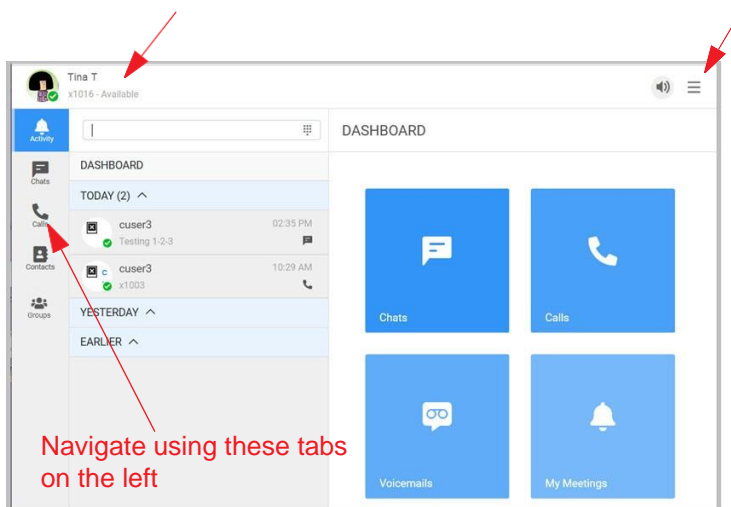 Tina T
x1016 - Available
Activity
DASHBOARD
Chats
DASHBOARD
TODAY (2)
Calls
cuser3
02:35 PM
Testing 1-2-3
Contacts
c
cuser3
10:29 AM
x1003
Groups
YESTERDAY
EARLIER
Chats
Calls
Navigate using these tabs
on the left
Voicemails
My Meetings